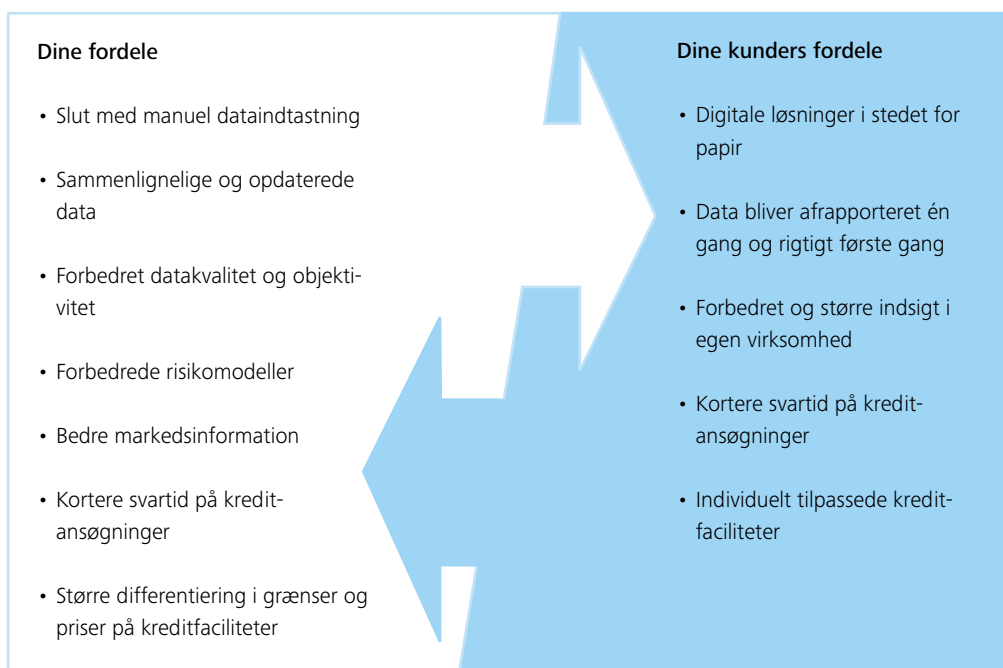 Dine fordele
• Slut med manuel dataindtastning
• Sammenlignelige og opdaterede
data
• Forbedret datakvalitet og objekti-
vitet
• Forbedrede risikomodeller
• Bedre markedsinformation
• Kortere svartid på kredit-
ansøgninger
• Større differentiering i grænser og
priser på kreditfaciliteter
Dine kunders fordele
• Digitale løsninger i stedet for
papir
• Data bliver afrapporteret én
gang og rigtigt første gang
• Forbedret og større indsigt i
egen virksomhed
• Kortere svartid på kredit-
ansøgninger
• Individuelt tilpassede kredit-
faciliteter